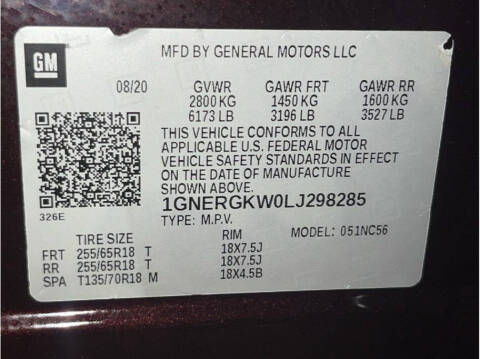 GM
MFD BY GENERAL MOTORS LLC
08/20 GVWR GAWR FRT GAWR RR
2800 KG 1450 KG 1600 KG
6173 LB 3196 LB 3527 LB
THIS VEHICLE CONFORMS TO ALL
APPLICABLE U.S. FEDERAL MOTOR
VEHICLE SAFETY STANDARDS IN EFFECT
ON THE DATE OF MANUFACTURE
SHOWN ABOVE.
326E
1GNERGKW0LJ298285
TYPE: M.P.V. MODEL: 051NC56
TIRE SIZE RIM
FRT 255/65R18 T 18X7.5J
RR 255/65R18 T 18X7.5J
SPA T135/70R18 M 18X4.5B